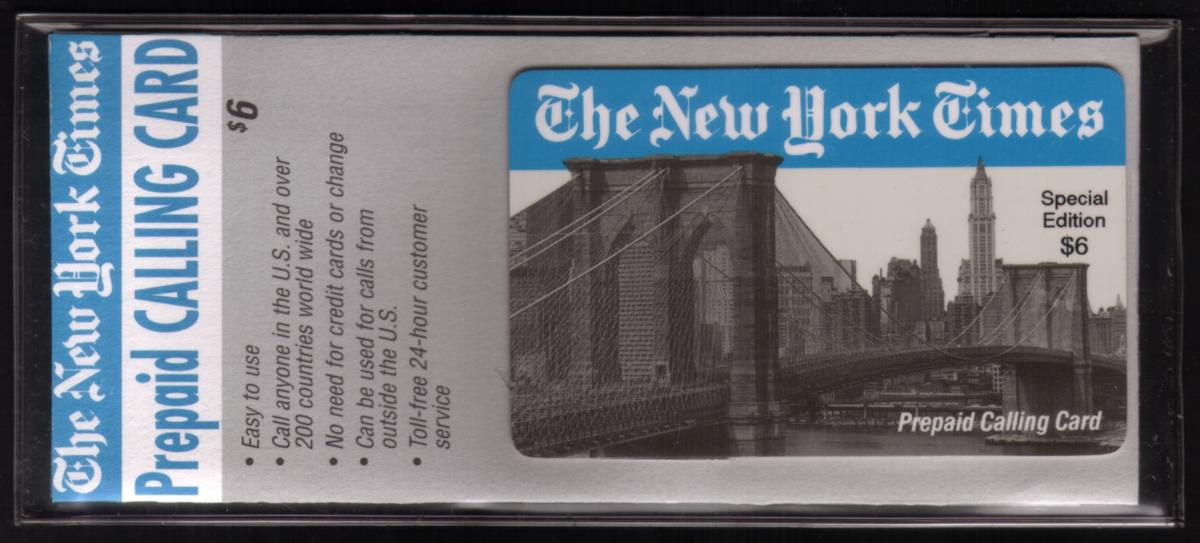 The New York Times
Prepaid CALLING CARD
$6
• Easy to use
• Call anyone in the U.S. and over
200 countries world wide
• No need for credit cards or change
• Can be used for calls from
outside the U.S.
• Toll-free 24-hour customer
service
The New York Times
Special
Edition
$6
Prepaid Calling Card